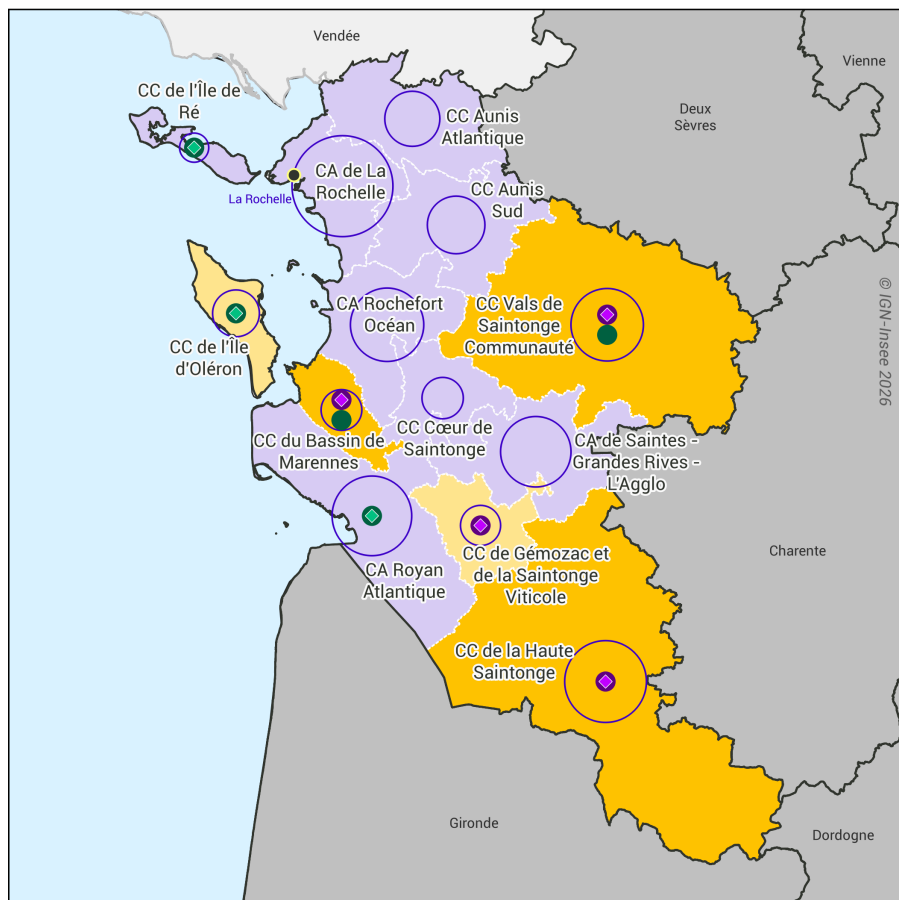 Vendée
Vienne
CC de l'Île de
Ré
Deux
Sèvres
CC Aunis
Atlantique
CA de La
Rochelle
La Rochelle
CC Aunis
Sud
© IGN-Insee 2026
CA Rochefort
Océan
CC Vals de
Saintonge
Communauté
CC de l'Île
d'Oléron
CC du Bassin de
Marennes
CC Cœur de
Saintonge
CA de Saintes -
Grandes Rives -
L'Agglo
CC de Gémozac et
de la Saintonge
Viticole
Charente
CA Royan
Atlantique
CC de la Haute
Saintonge
Gironde
Dordogne